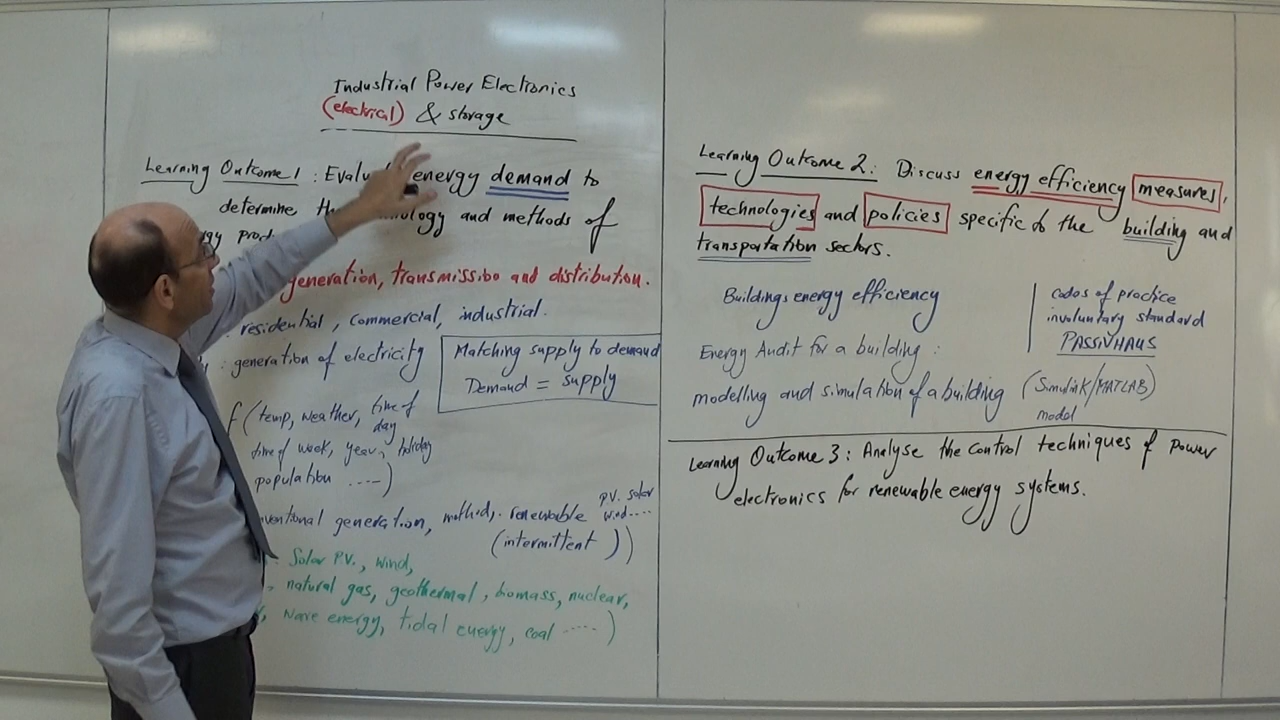 Industrial Power Electronics
(electrical) & storage
Learning Outcome 1 : Evalu energy demand to
determine th nology and methods of
gy prod
generation, transmission and distribution.
residential, commercial, industrial.
: generation of electricity
Matching supply to demand
Demand = supply
f (temp, weather, time of
day
time of week, year, holiday
population ....)
ventional generation, method, renewable
PV. solar
wind....
(intermittent))
Solar P.V., wind,
natural gas, geothermal, biomass, nuclear,
, wave energy, tidal energy, coal ..... )
Learning Outcome 2: Discuss energy efficiency measures,
technologies and policies specific to the building and
transportation sectors.
Buildings energy efficiency
codes of practice
involuntary standard
PASSIVHAUS
Energy Audit for a building :
modelling and simulation of a building (Simulink/MATLAB)
model
Learning Outcome 3: Analyse the control techniques of power
electronics for renewable energy systems.